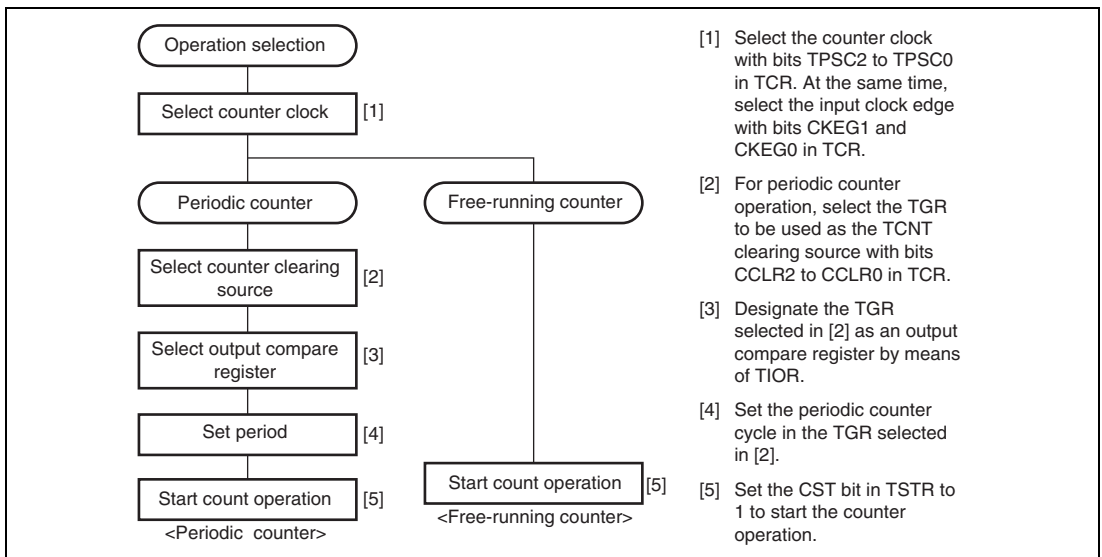 Operation selection
Select counter clock
[1]
Periodic counter
Free-running counter
Select counter clearing
source
[2]
Select output compare
register
[3]
Set period
[4]
Start count operation
[5]
<Periodic counter>
Start count operation
[5]
<Free-running counter>
[1] Select the counter clock
with bits TPSC2 to TPSC0
in TCR. At the same time,
select the input clock edge
with bits CKEG1 and
CKEG0 in TCR.
[2] For periodic counter
operation, select the TGR
to be used as the TCNT
clearing source with bits
CCLR2 to CCLR0 in TCR.
[3] Designate the TGR
selected in [2] as an output
compare register by means
of TIOR.
[4] Set the periodic counter
cycle in the TGR selected
in [2].
[5] Set the CST bit in TSTR to
1 to start the counter
operation.